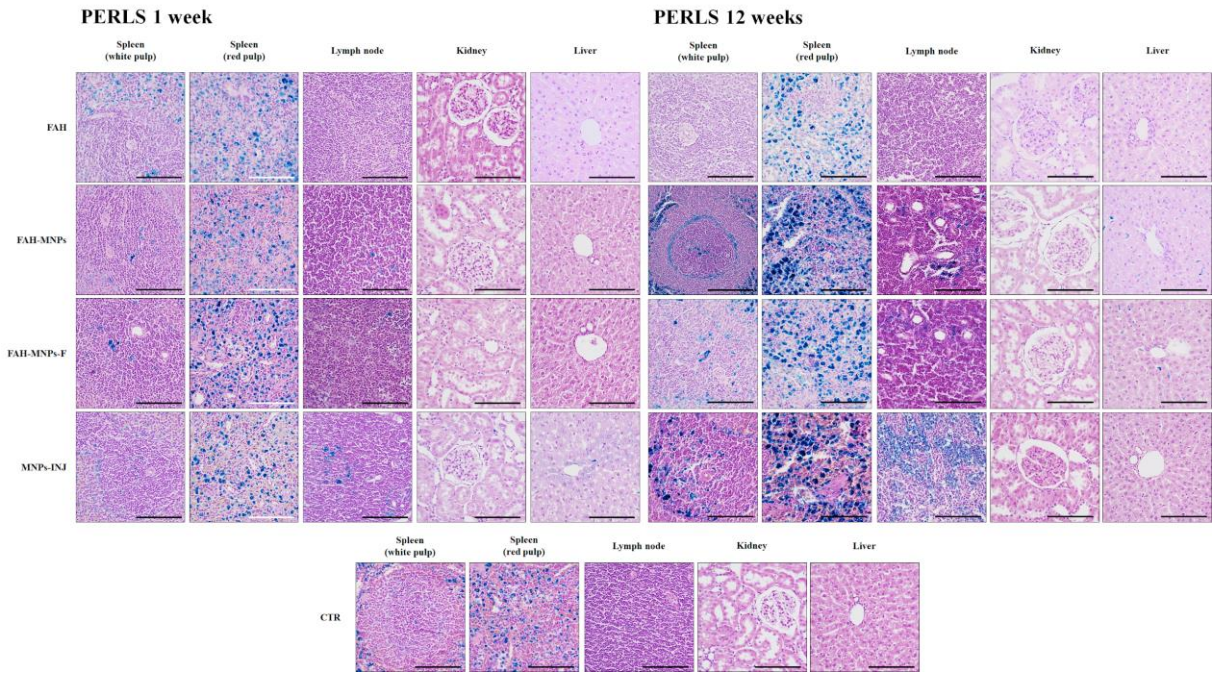 PERLS 1 week
PERLS 12 weeks
Spleen
(white pulp)
Spleen
(red pulp)
Lymph node
Kidney
Liver
Spleen
(white pulp)
Spleen
(red pulp)
Lymph node
Kidney
Liver
FAH
FAH-MNPs
FAH-MNPs-F
MNPs-INJ
Spleen
(white pulp)
Spleen
(red pulp)
Lymph node
Kidney
Liver
CTR